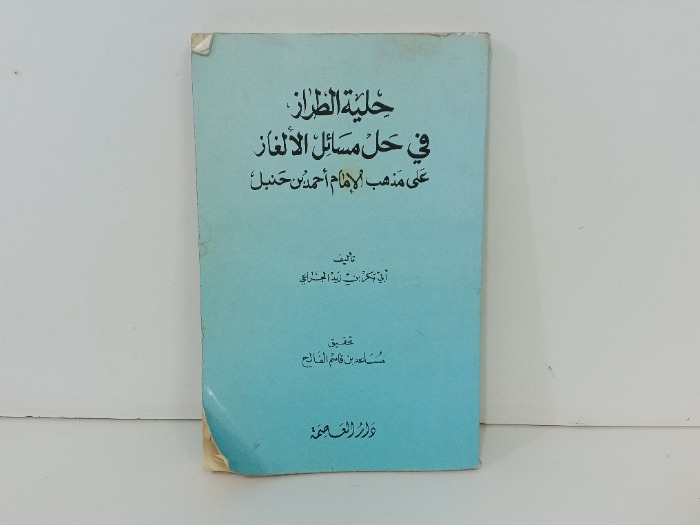 حلية الطراز
في حل مسائل الألغاز
على مذهب الإمام أحمد بن حنبل
تأليف
أبي بكر بن زيد الجراعي
تحقيق
مساعد بن قاسم الفالح
دار العاصمة